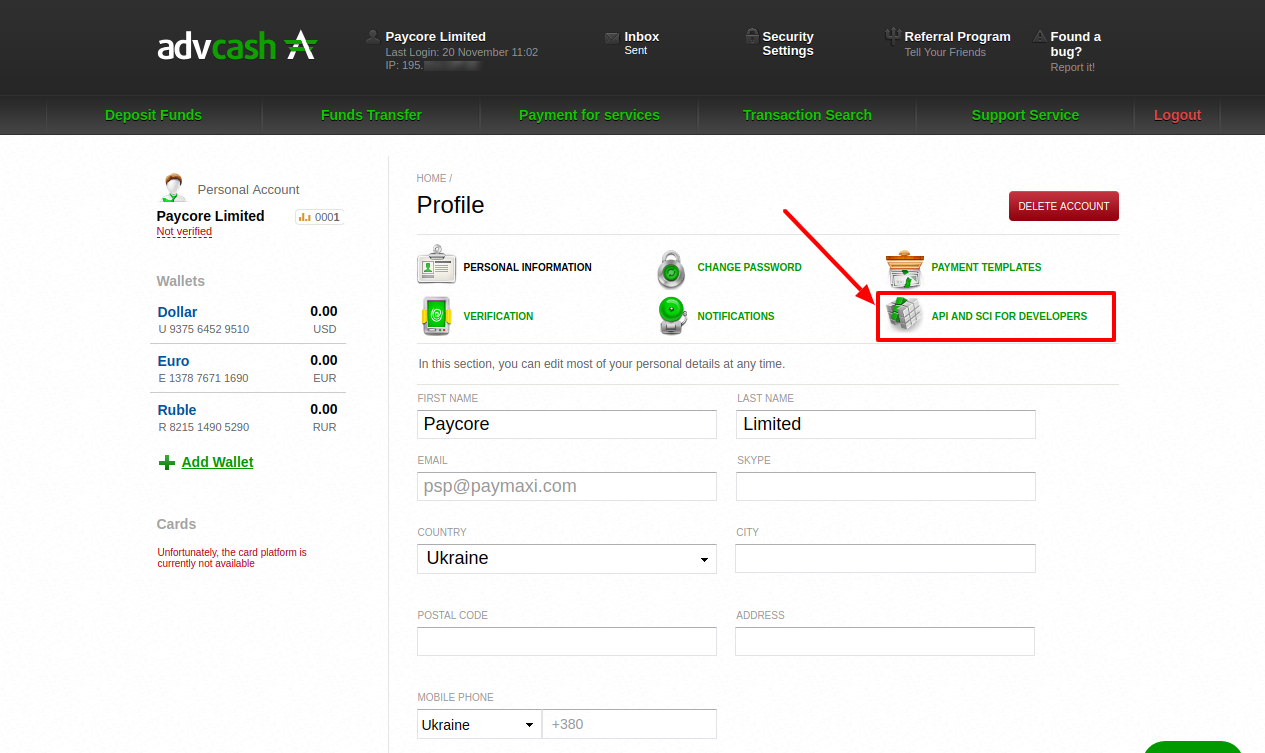 advcash
Paycore Limited
Last Login: 20 November 11:02
IP: 195.
Inbox
Sent
Security
Settings
Referral Program
Tell Your Friends
Found a
bug?
Report it!
Deposit Funds
Funds Transfer
Payment for services
Transaction Search
Support Service
Logout
Personal Account
Paycore Limited
0001
Not verified
Wallets
Dollar 0.00
U 9375 6452 9510 USD
Euro 0.00
E 1378 7671 1690 EUR
Ruble 0.00
R 8215 1490 5290 RUR
Add Wallet
Cards
Unfortunately, the card platform is
currently not available
HOME /
Profile
DELETE ACCOUNT
PERSONAL INFORMATION
CHANGE PASSWORD
PAYMENT TEMPLATES
VERIFICATION
NOTIFICATIONS
API AND SCI FOR DEVELOPERS
In this section, you can edit most of your personal details at any time.
FIRST NAME
LAST NAME
Paycore
Limited
EMAIL
SKYPE
psp@paymaxi.com
COUNTRY
CITY
Ukraine
POSTAL CODE
ADDRESS
MOBILE PHONE
Ukraine
+380